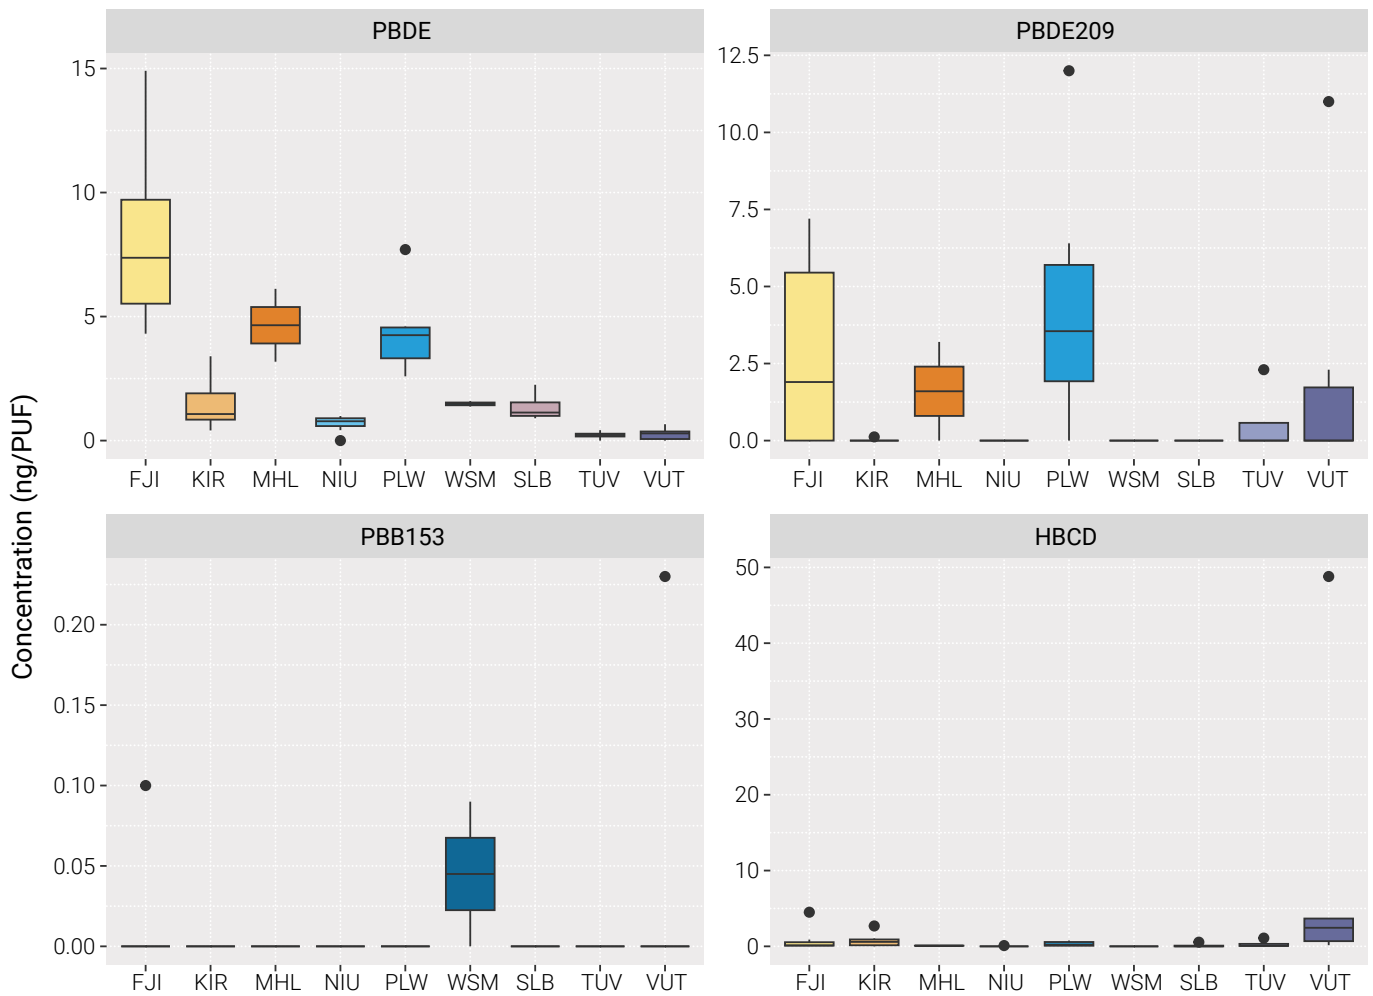 PBDE
15
10
5
0
FJI KIR MHL NIU PLW WSM SLB TUV VUT
PBDE209
12.5
10.0
7.5
5.0
2.5
0.0
FJI KIR MHL NIU PLW WSM SLB TUV VUT
Concentration (ng/PUF)
PBB153
0.20
0.15
0.10
0.05
0.00
FJI KIR MHL NIU PLW WSM SLB TUV VUT
HBCD
50
40
30
20
10
0
FJI KIR MHL NIU PLW WSM SLB TUV VUT